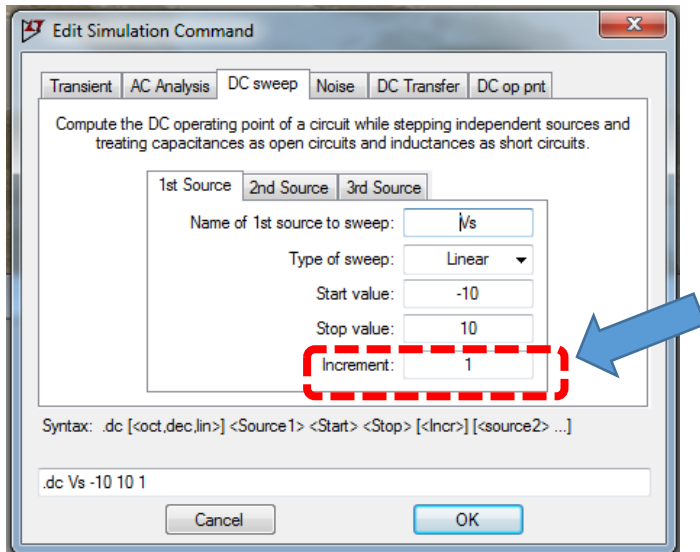 Edit Simulation Command
Transient AC Analysis DC sweep Noise DC Transfer DC op pnt
Compute the DC operating point of a circuit while stepping independent sources and
treating capacitances as open circuits and inductances as short circuits.
1st Source 2nd Source 3rd Source
Name of 1st source to sweep: Vs
Type of sweep: Linear
Start value: -10
Stop value: 10
Increment: 1
Syntax: .dc [<oct,dec,lin>] <Source1> <Start> <Stop> [<Incr>] [<source2> ...]
.dc Vs -10 10 1
Cancel OK